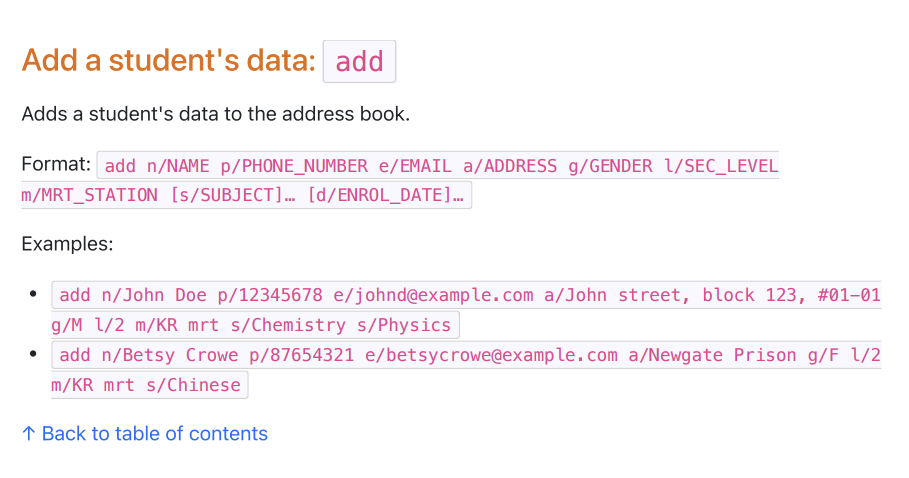 Add a student's data: add
Adds a student's data to the address book.
Format: add n/NAME p/PHONE_NUMBER e/EMAIL a/ADDRESS g/GENDER l/SEC_LEVEL
m/MRT_STATION [s/SUBJECT]… [d/ENROL_DATE]…
Examples:
• add n/John Doe p/12345678 e/johnd@example.com a/John street, block 123, #01-01
g/M l/2 m/KR mrt s/Chemistry s/Physics
• add n/Betsy Crowe p/87654321 e/betsycrowe@example.com a/Newgate Prison g/F l/2
m/KR mrt s/Chinese
↑ Back to table of contents